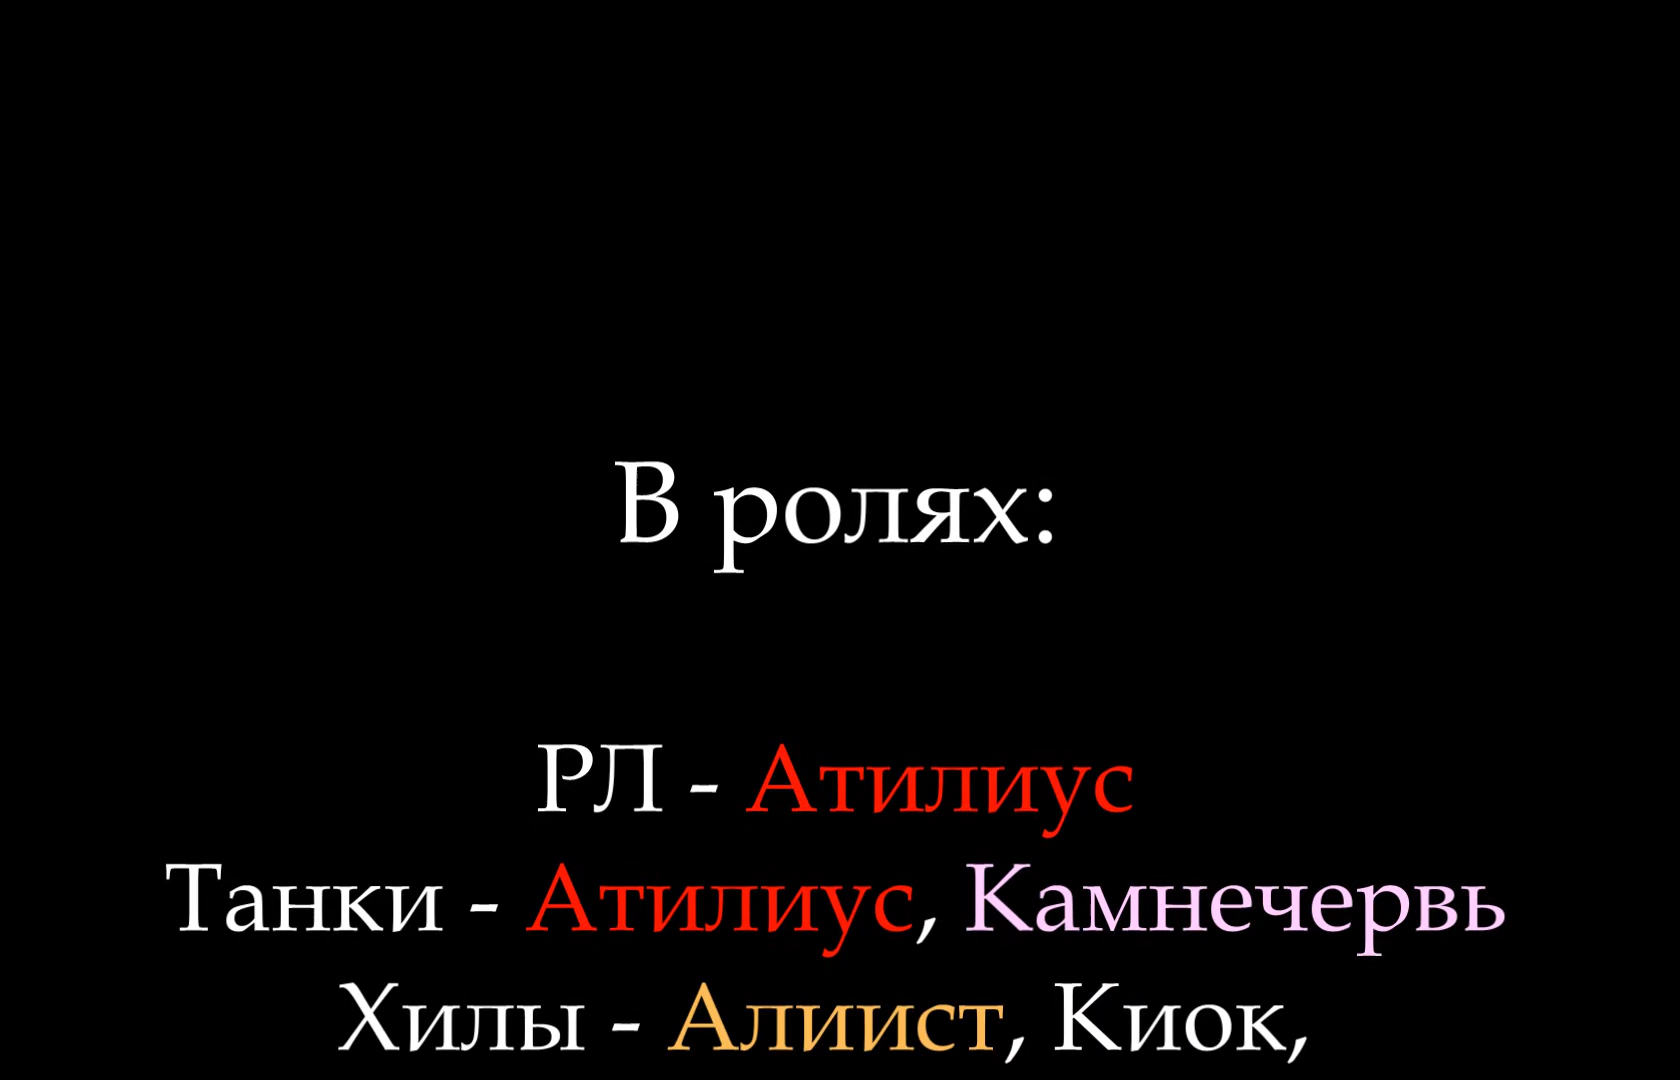 В ролях:
РЛ - Атилиус
Танки - Атилиус, Камнечервь
Хилы - Алиист, Киок,